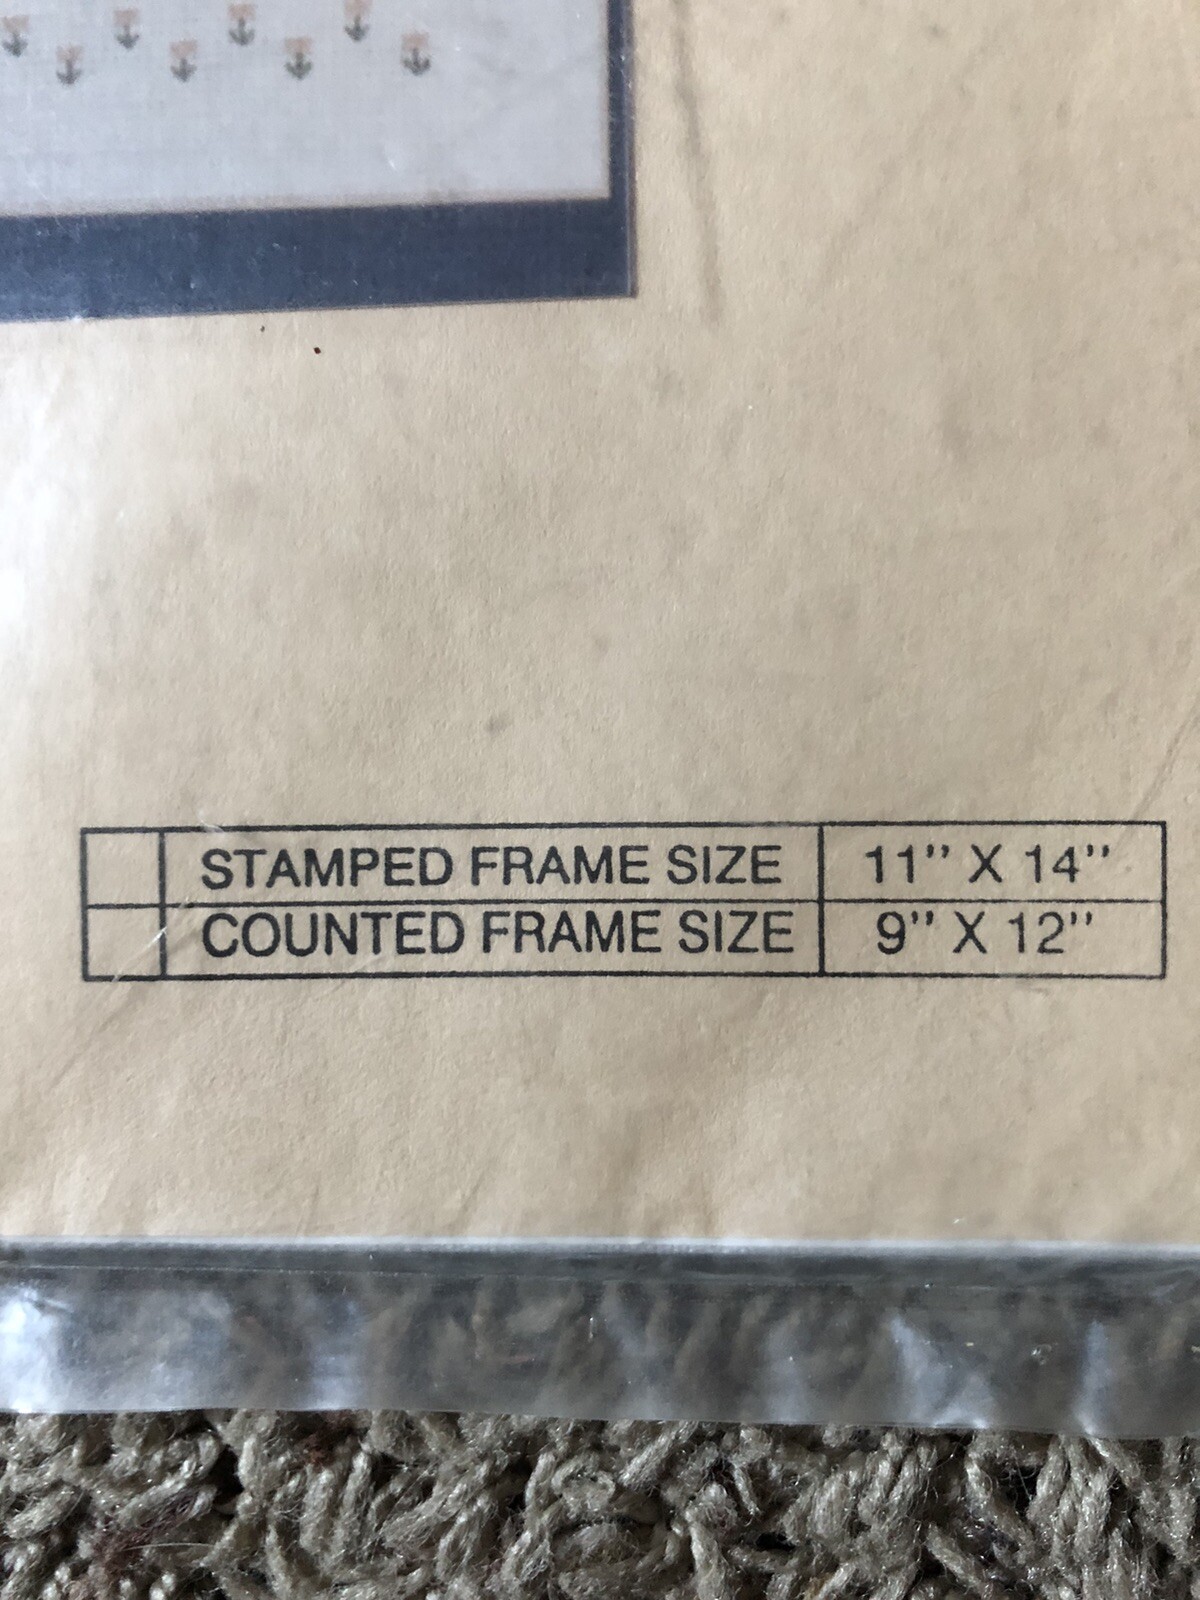 STAMPED FRAME SIZE 11" X 14"
COUNTED FRAME SIZE 9" X 12"